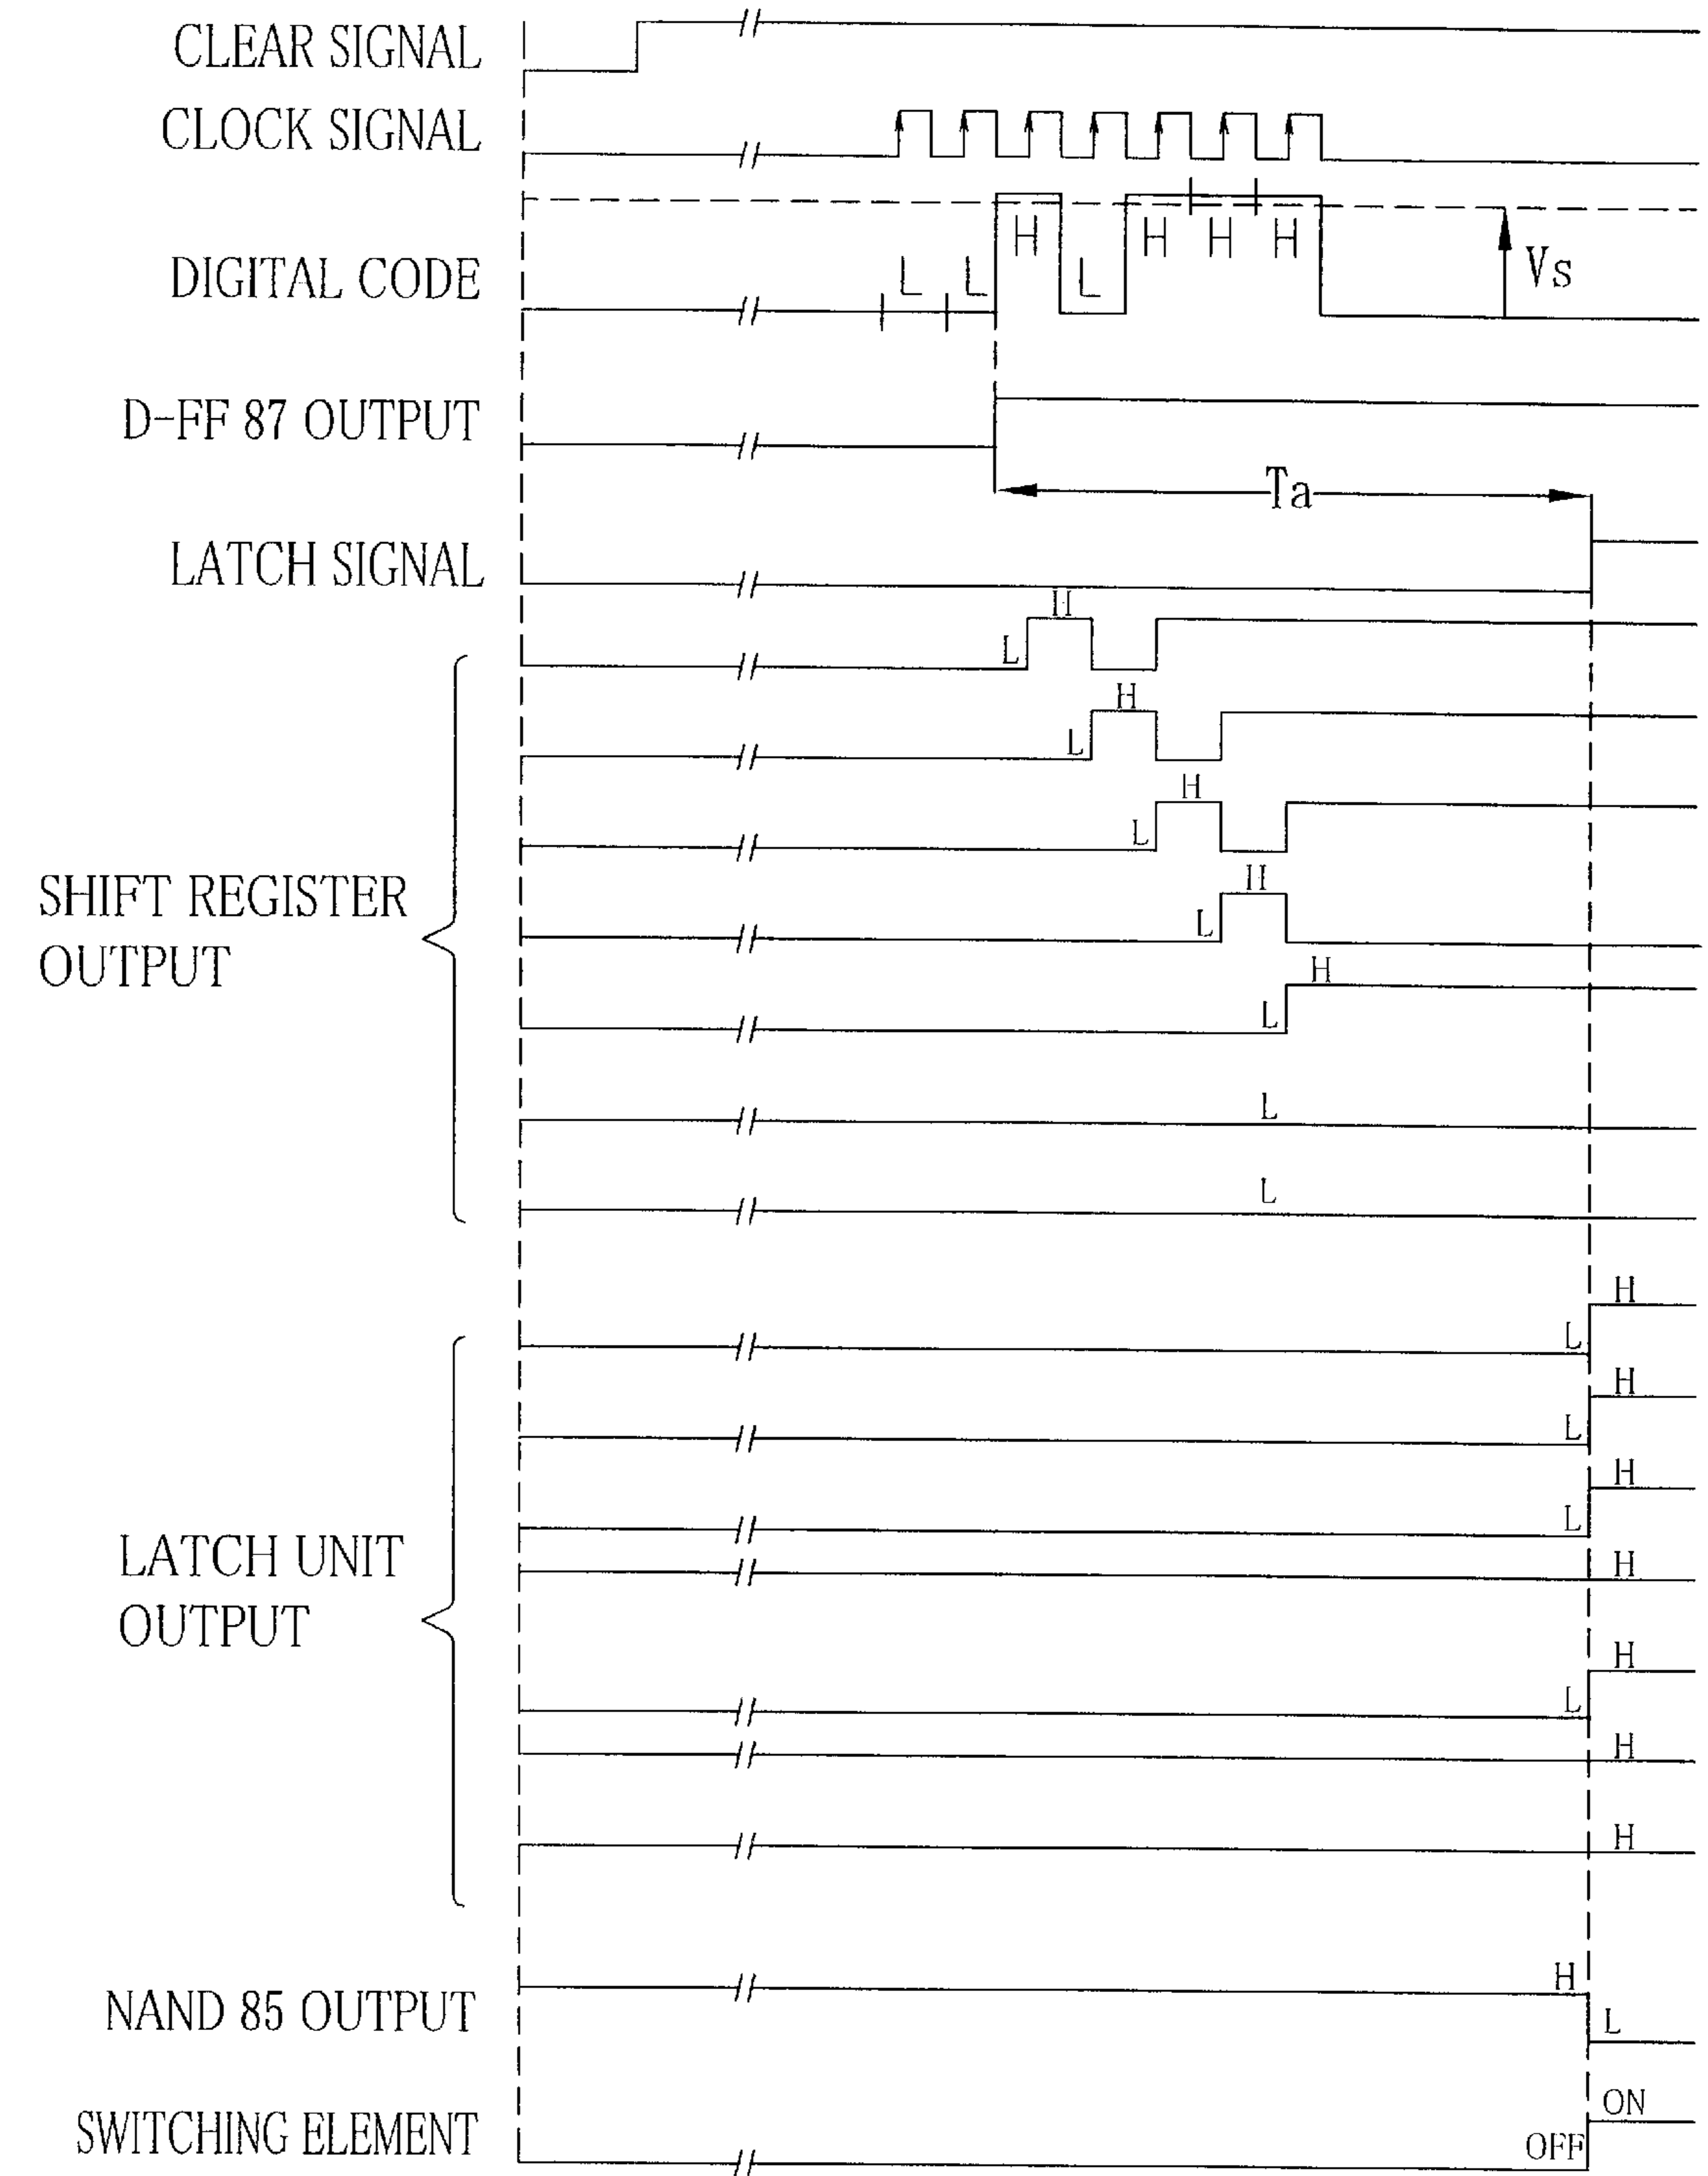 CLEAR SIGNAL
CLOCK SIGNAL
DIGITAL CODE
L L H L H H H
Vs
D-FF 87 OUTPUT
Ta
LATCH SIGNAL
H
L
H
L
H
L
SHIFT REGISTER
OUTPUT
H
L
H
L
L
L
H
L
H
L
H
L
LATCH UNIT
OUTPUT
H
H
L
H
H
NAND 85 OUTPUT
H
L
SWITCHING ELEMENT
ON
OFF